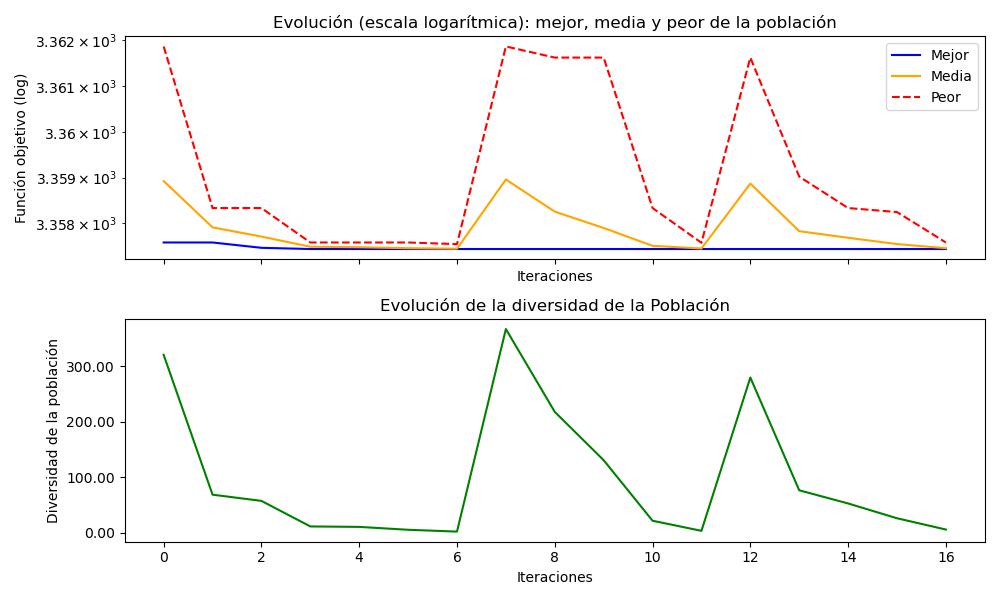 Evolución (escala logarítmica): mejor, media y peor de la población
3.362 × 10³
3.361 × 10³
3.36 × 10³
3.359 × 10³
3.358 × 10³
Función objetivo (log)
Mejor
Media
Peor
Iteraciones
Evolución de la diversidad de la Población
300.00
200.00
100.00
0.00
Diversidad de la población
0 2 4 6 8 10 12 14 16
Iteraciones